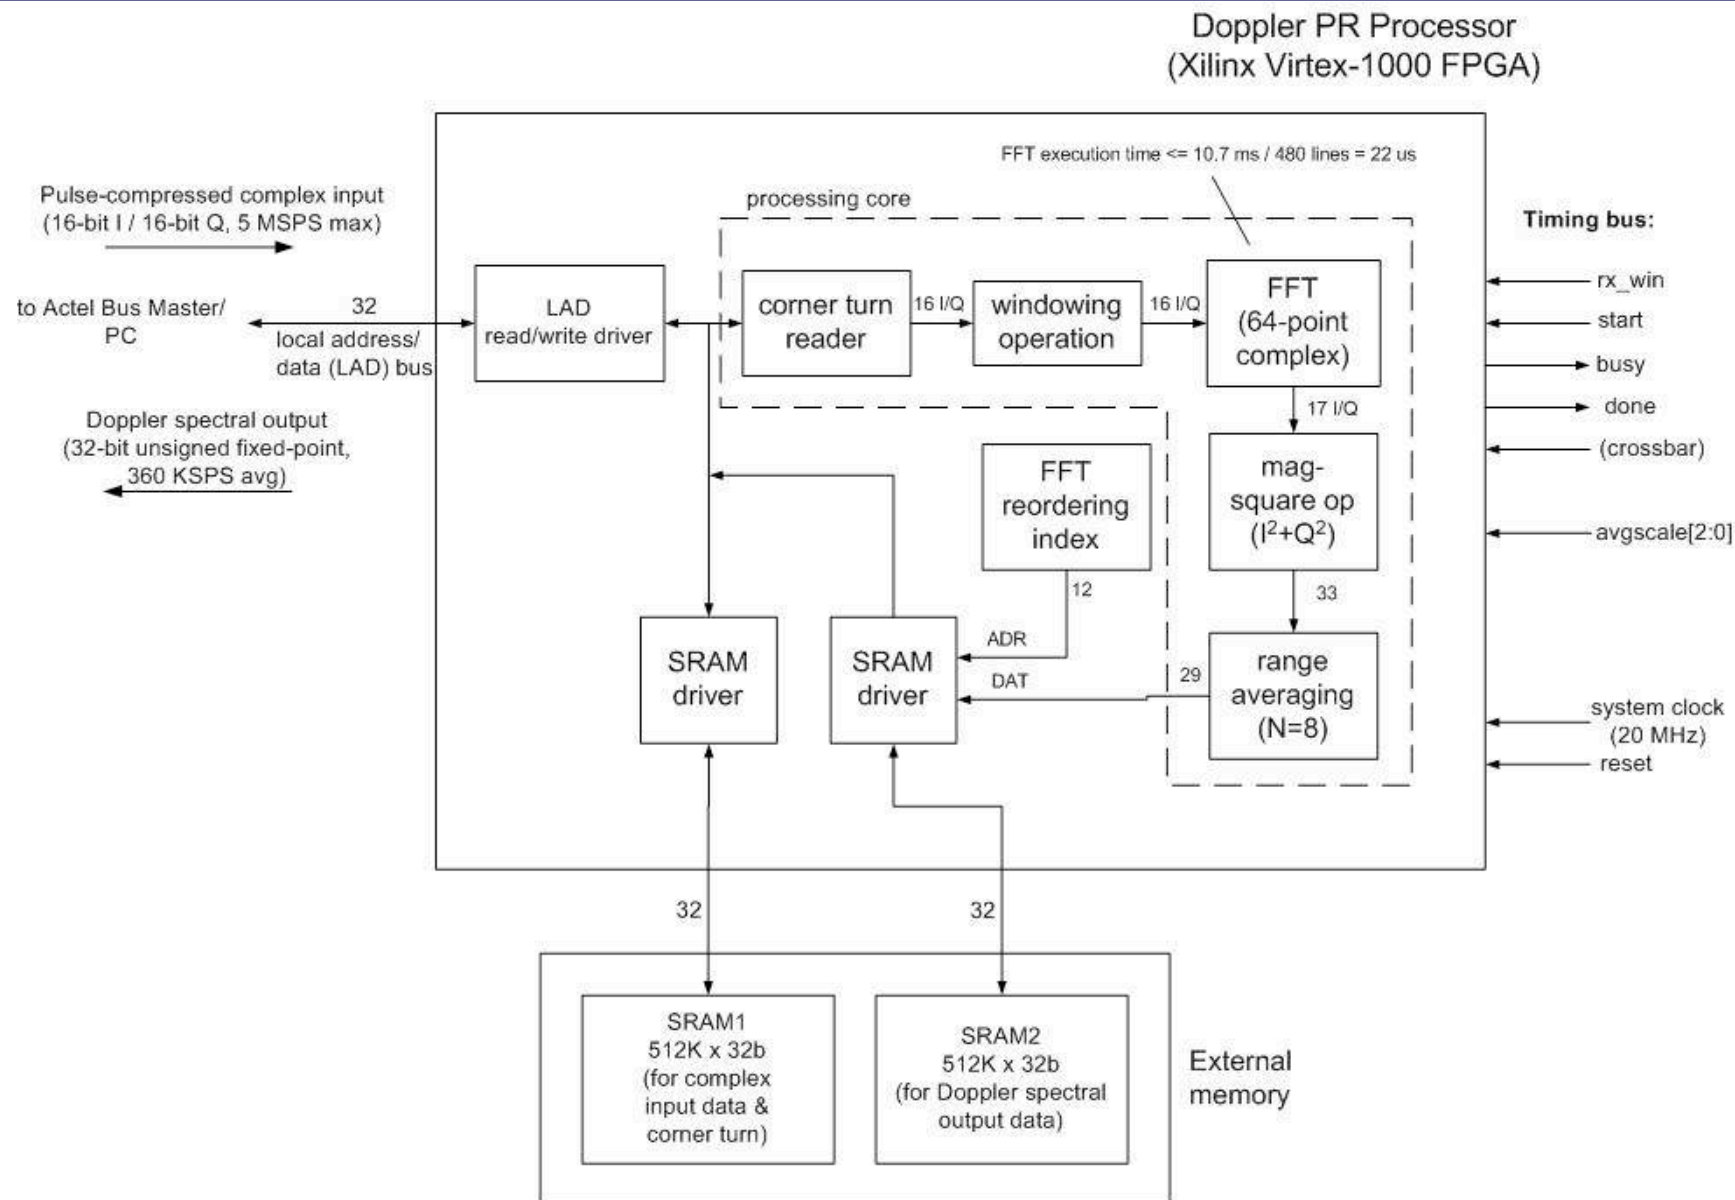 Doppler PR Processor
(Xilinx Virtex-1000 FPGA)
FFT execution time <= 10.7 ms / 480 lines = 22 us
Pulse-compressed complex input
(16-bit I / 16-bit Q, 5 MSPS max)
processing core
Timing bus:
to Actel Bus Master/
PC
32
local address/
data (LAD) bus
LAD
read/write driver
corner turn
reader
16 I/Q
windowing
operation
16 I/Q
FFT
(64-point
complex)
rx_win
start
busy
done
(crossbar)
avgscale[2:0]
Doppler spectral output
(32-bit unsigned fixed-point,
360 KSPS avg)
17 I/Q
FFT
reordering
index
mag-
square op
(I²+Q²)
12
33
SRAM
driver
SRAM
driver
ADR
DAT
29
range
averaging
(N=8)
system clock
(20 MHz)
reset
32
32
SRAM1
512K x 32b
(for complex
input data &
corner turn)
SRAM2
512K x 32b
(for Doppler spectral
output data)
External
memory